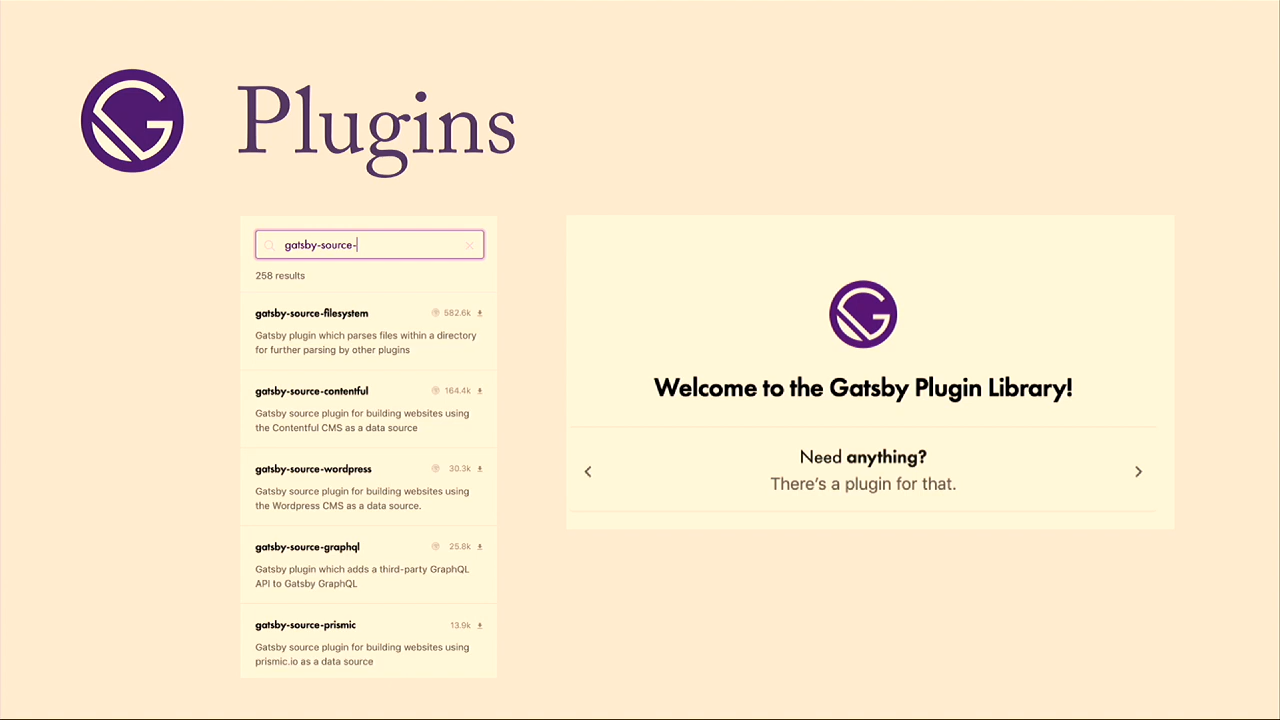 Plugins
gatsby-source-
258 results
gatsby-source-filesystem 582.6k
Gatsby plugin which parses files within a directory
for further parsing by other plugins
gatsby-source-contentful 164.4k
Gatsby source plugin for building websites using
the Contentful CMS as a data source
gatsby-source-wordpress 30.3k
Gatsby source plugin for building websites using
the Wordpress CMS as a data source.
gatsby-source-graphql 25.8k
Gatsby plugin which adds a third-party GraphQL
API to Gatsby GraphQL
gatsby-source-prismic 13.9k
Gatsby source plugin for building websites using
prismic.io as a data source
Welcome to the Gatsby Plugin Library!
Need anything?
There's a plugin for that.